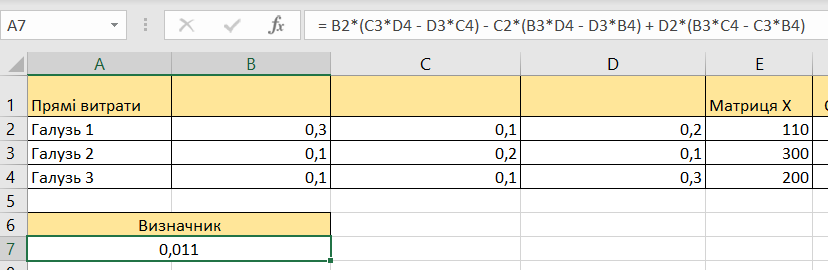 A7 fx = B2*(C3*D4 - D3*C4) - C2*(B3*D4 - D3*B4) + D2*(B3*C4 - C3*B4)
A B C D E
1 Прямі витрати Матриця X
2 Галузь 1 0,3 0,1 0,2 110
3 Галузь 2 0,1 0,2 0,1 300
4 Галузь 3 0,1 0,1 0,3 200
5
6 Визначник
7 0,011